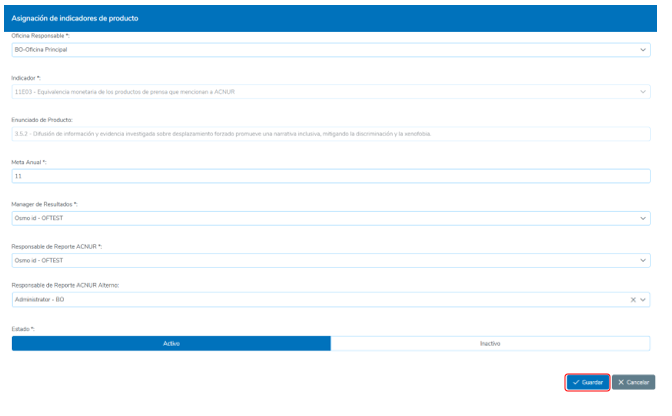 Asignación de indicadores de producto
Oficina Responsable *:
BO-Oficina Principal
Indicador *:
11E03 - Equivalencia monetaria de los productos de prensa que mencionan a ACNUR
Enunciado de Producto:
3.5.2 - Difusión de información y evidencia investigada sobre desplazamiento forzado promueve una narrativa inclusiva, mitigando la discriminación y la xenofobia.
Meta Anual *:
11
Manager de Resultados *:
Osmo id - OFTEST
Responsable de Reporte ACNUR *:
Osmo id - OFTEST
Responsable de Reporte ACNUR Alterno:
Administrator - BO
Estado *:
Activo Inactivo
Guardar Cancelar